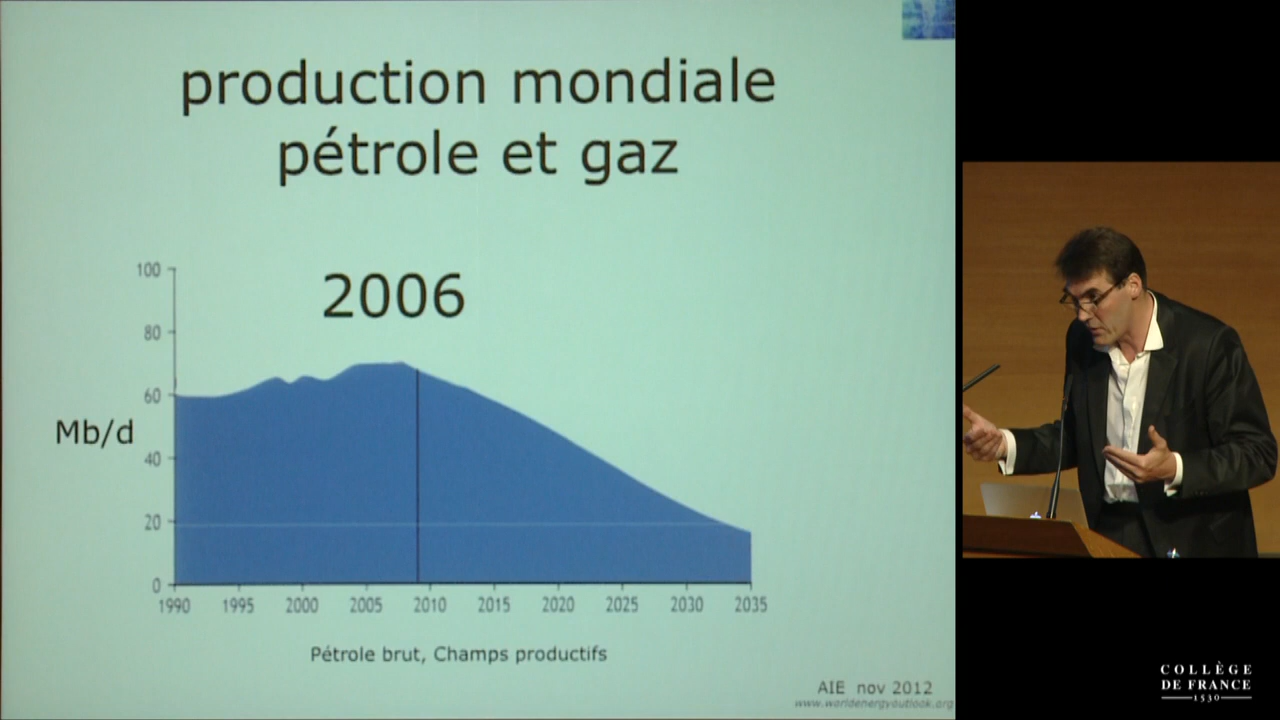 production mondiale
pétrole et gaz
2006
100
80
60
Mb/d
40
20
0
1990 1995 2000 2005 2010 2015 2020 2025 2030 2035
Pétrole brut, Champs productifs
AIE nov 2012
www.worldenergyoutlook.org
COLLÈGE
DE FRANCE
1530